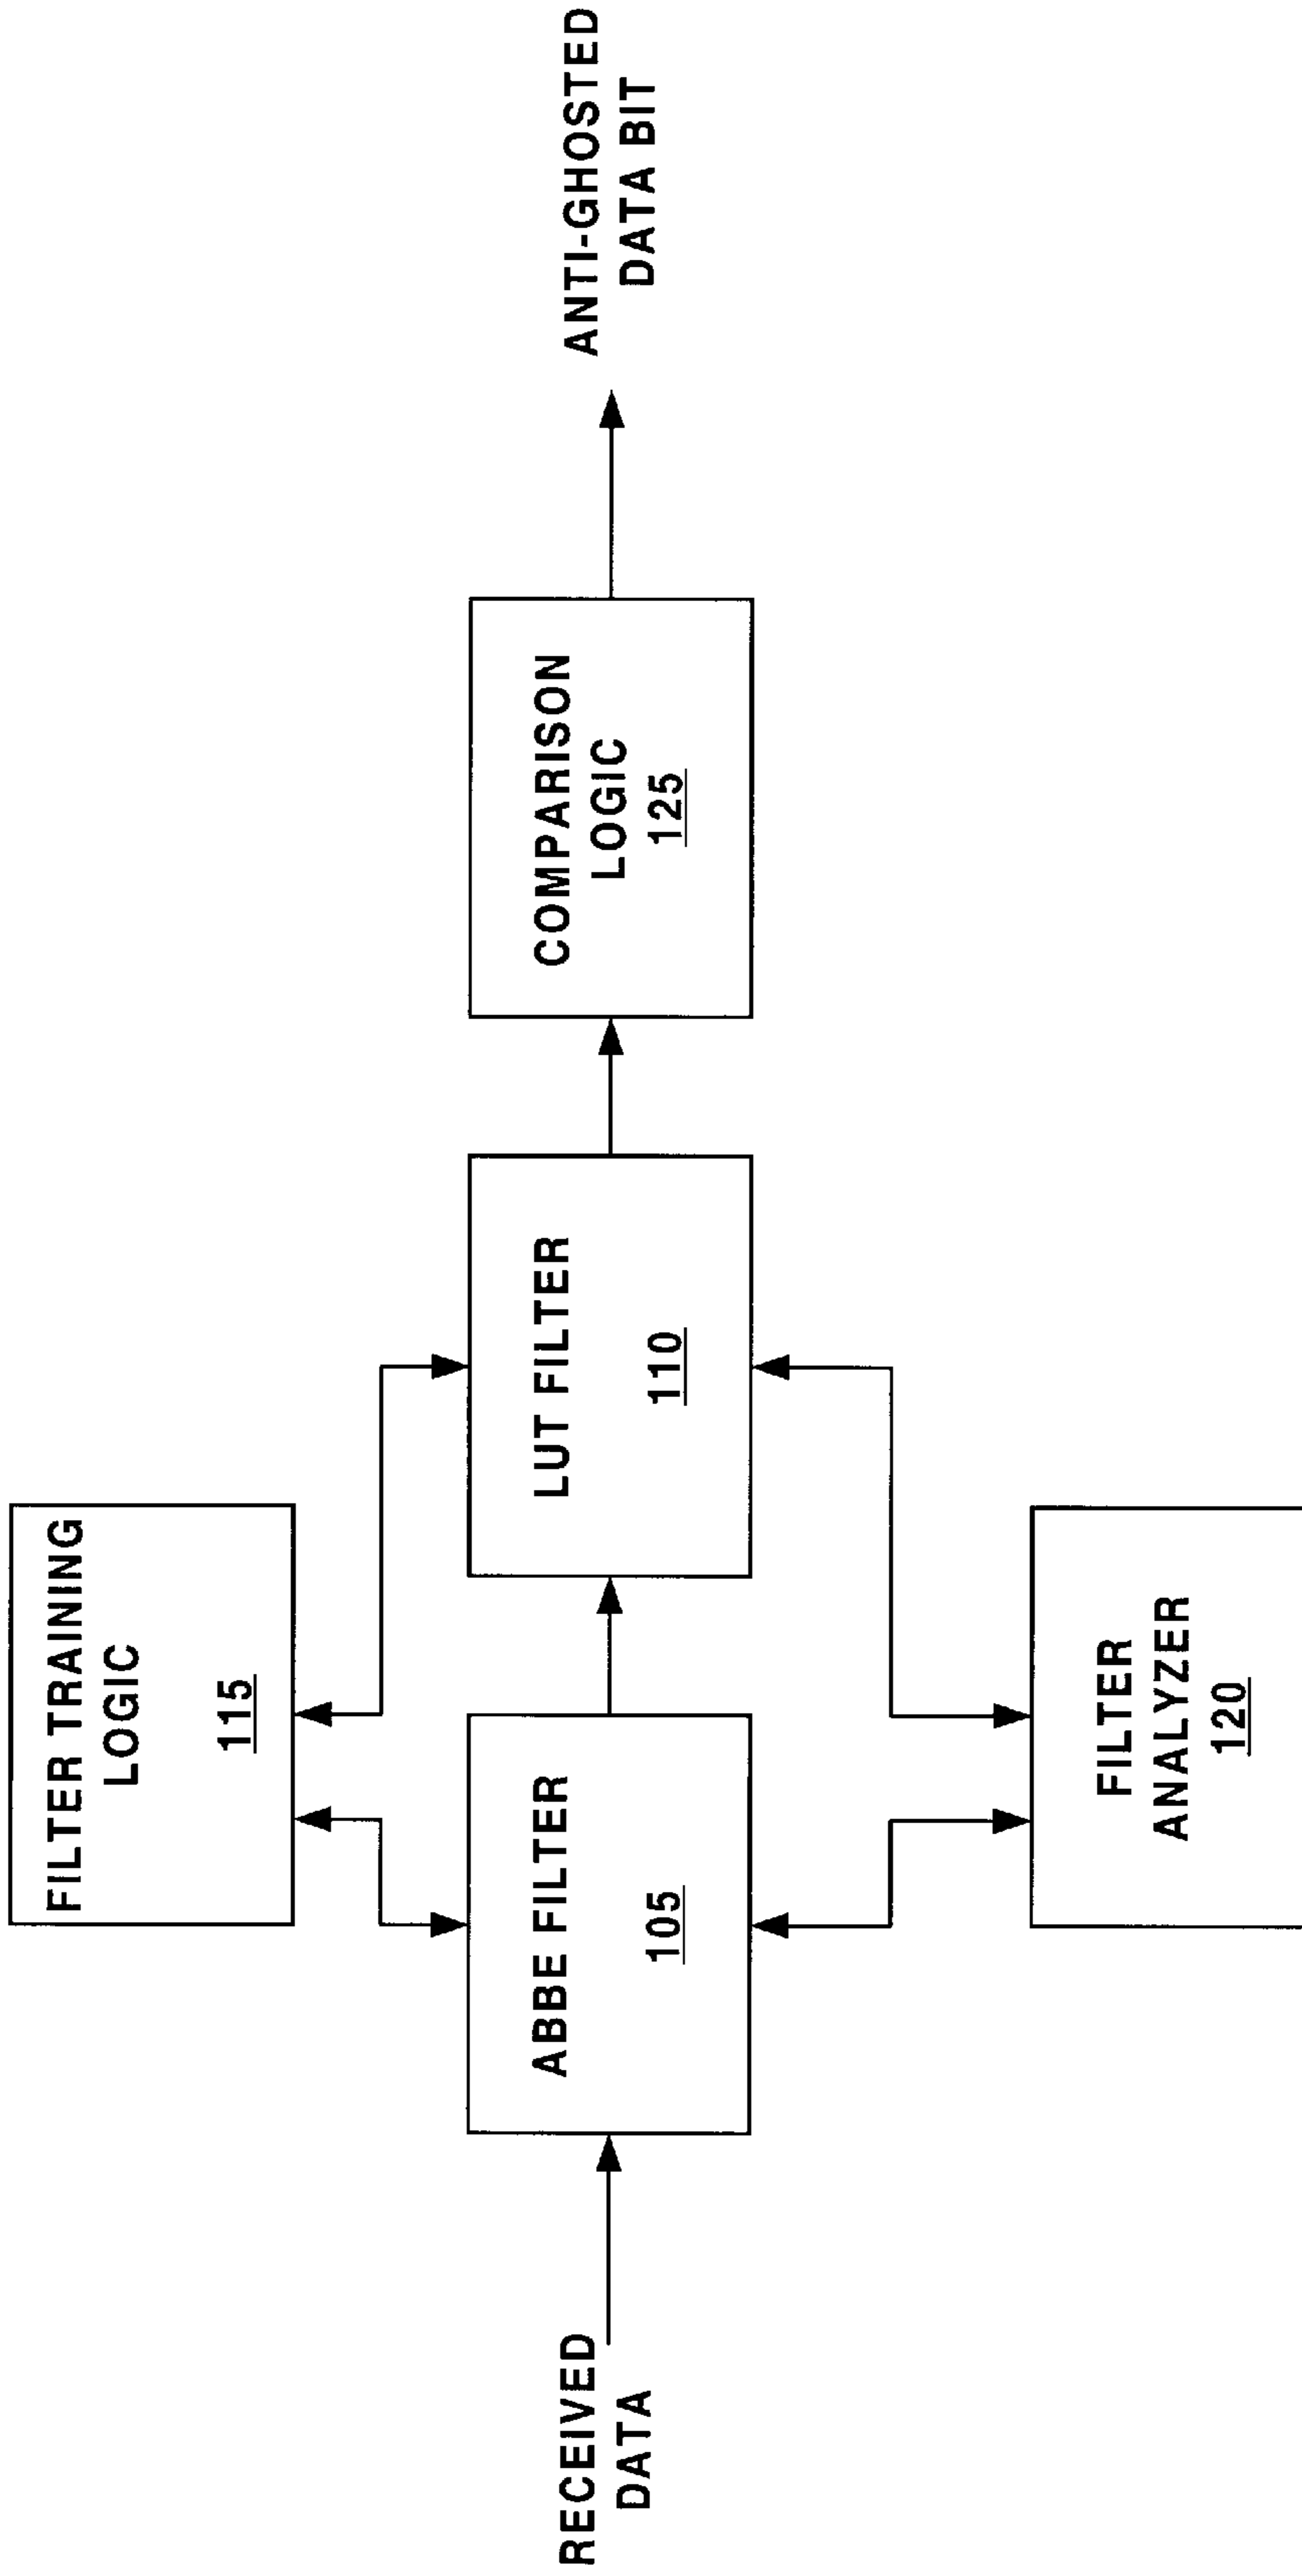 FILTER TRAINING
LOGIC
115
RECEIVED
DATA
ABBE FILTER
105
LUT FILTER
110
COMPARISON
LOGIC
125
ANTI-GHOSTED
DATA BIT
FILTER
ANALYZER
120